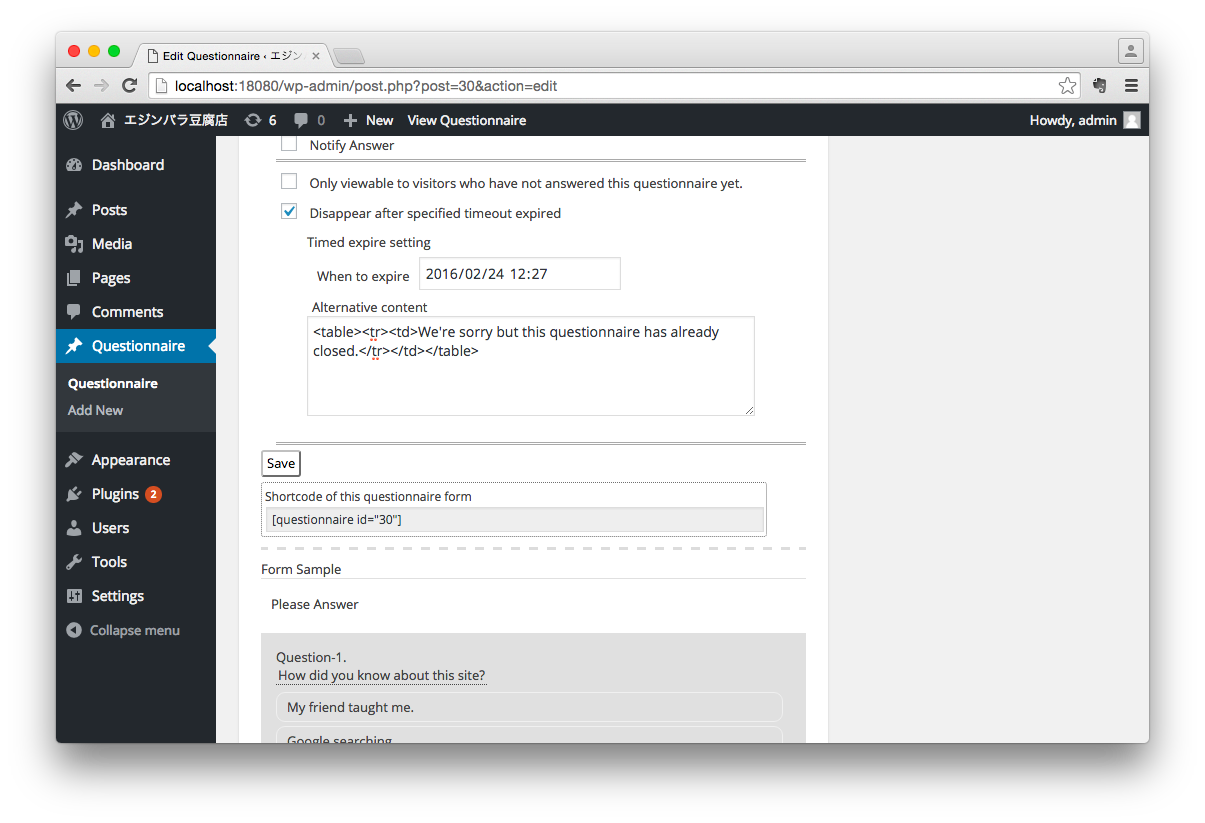 Edit Questionnaire ‹ エジン
localhost:18080/wp-admin/post.php?post=30&action=edit
エジンバラ豆腐店 6 0 New View Questionnaire Howdy, admin
Dashboard
Posts
Media
Pages
Comments
Questionnaire
Questionnaire
Add New
Appearance
Plugins 2
Users
Tools
Settings
Collapse menu
Notify Answer
Only viewable to visitors who have not answered this questionnaire yet.
Disappear after specified timeout expired
Timed expire setting
When to expire 2016/02/24 12:27
Alternative content
<table><tr><td>We're sorry but this questionnaire has already
closed.</tr></td></table>
Save
Shortcode of this questionnaire form
[questionnaire id="30"]
Form Sample
Please Answer
Question-1.
How did you know about this site?
My friend taught me.
Google searching